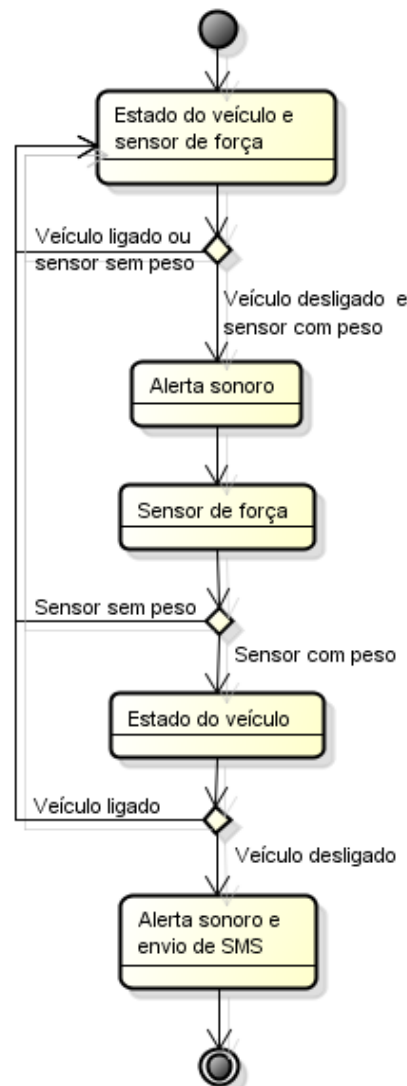 Estado do veículo e
sensor de força
Veículo ligado ou
sensor sem peso
Veículo desligado e
sensor com peso
Alerta sonoro
Sensor de força
Sensor sem peso
Sensor com peso
Estado do veículo
Veículo ligado
Veículo desligado
Alerta sonoro e
envio de SMS